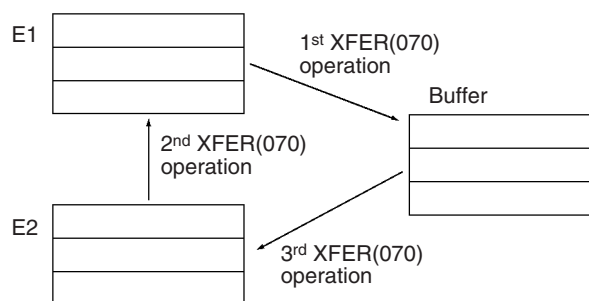 E1
1st XFER(070)
operation
Buffer
2nd XFER(070)
operation
E2
3rd XFER(070)
operation